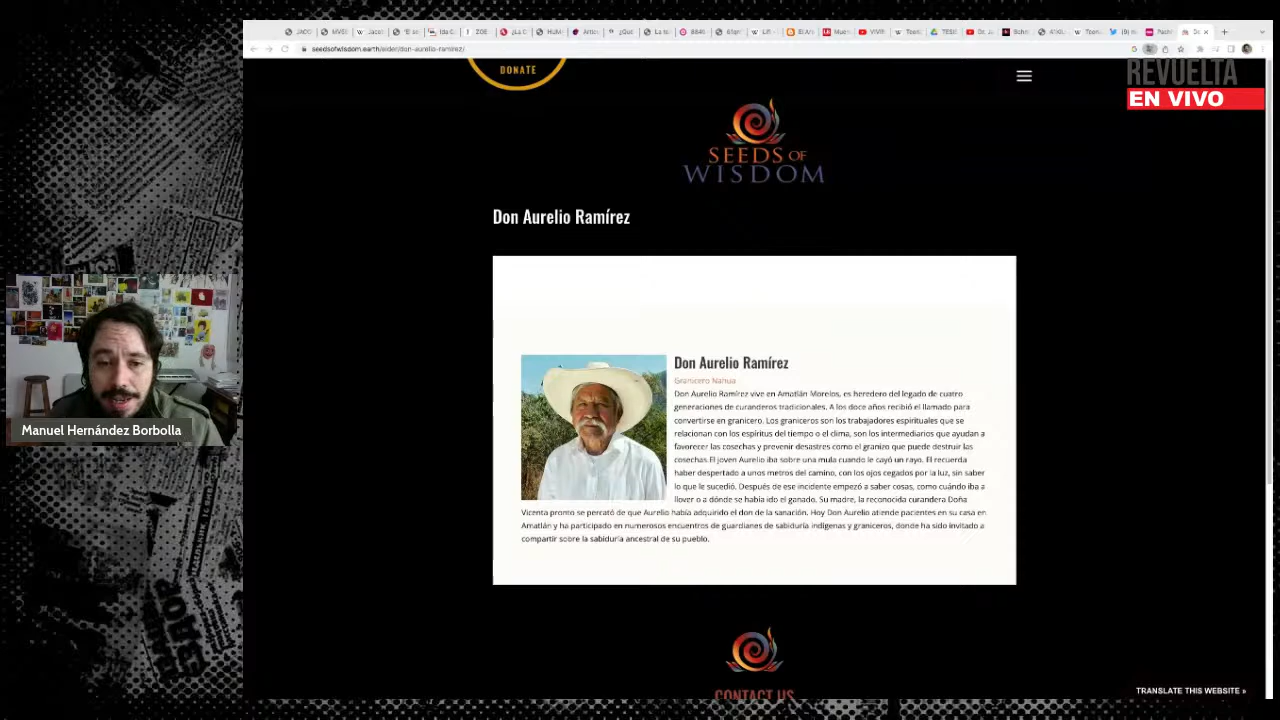 seedsofwisdom.earth/elder/don-aurelio-ramirez/
DONATE
REVUELTA
EN VIVO
SEEDS OF
WISDOM
Don Aurelio Ramírez
Don Aurelio Ramírez
Granicero Nahua
Don Aurelio Ramírez vive en Amatlán Morelos, es heredero del legado de cuatro
generaciones de curanderos tradicionales. A los doce años recibió el llamado para
convertirse en granicero. Los graniceros son los trabajadores espirituales que se
relacionan con los espíritus del tiempo o el clima, son los intermediarios que ayudan a
favorecer las cosechas y prevenir desastres como el granizo que puede destruir las
cosechas.El joven Aurelio iba sobre una mula cuando le cayó un rayo. El recuerda
haber despertado a unos metros del camino, con los ojos cegados por la luz, sin saber
lo que le sucedió. Después de ese incidente empezó a saber cosas, como cuándo iba a
llover o a dónde se había ido el ganado. Su madre, la reconocida curandera Doña
Vicenta pronto se percató de que Aurelio había adquirido el don de la sanación. Hoy Don Aurelio atiende pacientes en su casa en
Amatlán y ha participado en numerosos encuentros de guardianes de sabiduría indígenas y graniceros, donde ha sido invitado a
compartir sobre la sabiduría ancestral de su pueblo.
Manuel Hernández Borbolla
CONTACT US
TRANSLATE THIS WEBSITE »